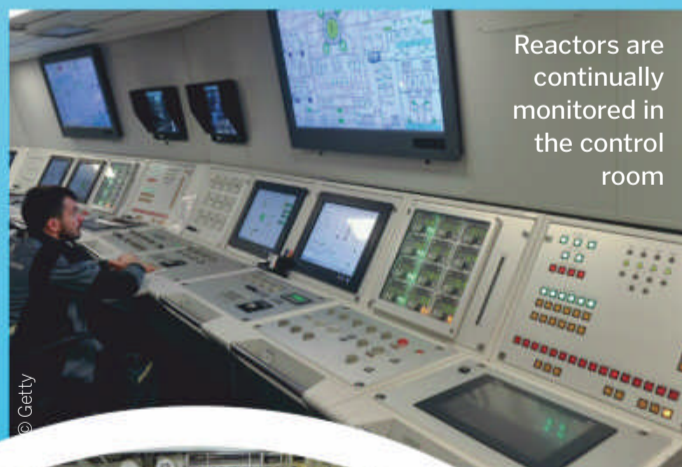 Reactors are
continually
monitored in
the control
room
© Getty